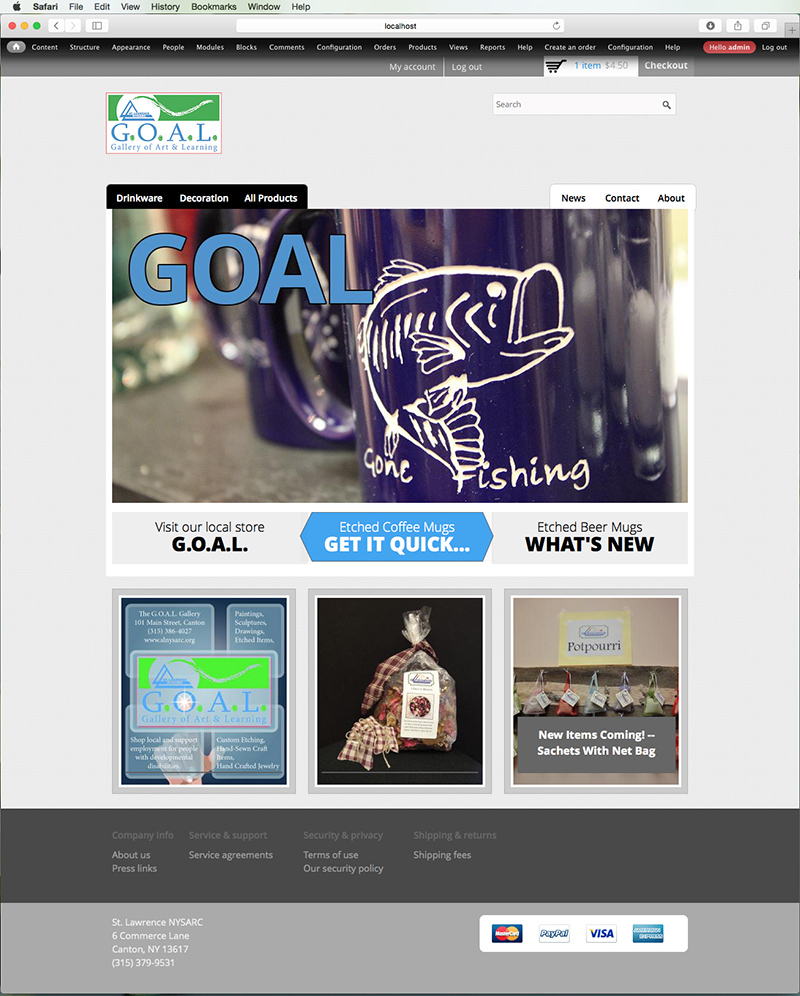 Safari File Edit View History Bookmarks Window Help
localhost
Content Structure Appearance People Modules Blocks Comments Configuration Orders Products Views Reports Help Create an order Configuration Help Hello admin Log out
My account Log out 1 item $4.50 Checkout
G.O.A.L.
Gallery of Art & Learning
Search
Drinkware Decoration All Products
News Contact About
GOAL
Gone Fishing
Visit our local store
G.O.A.L.
Etched Coffee Mugs
GET IT QUICK...
Etched Beer Mugs
WHAT'S NEW
The G.O.A.L. Gallery
101 Main Street, Canton
(315) 386-4027
www.slnysarc.org
Paintings,
Sculptures,
Drawings,
Etched Items,
G.O.A.L.
Gallery of Art & Learning
Shop local and support
employment for people
with developmental
disabilities.
Custom Etching,
Hand-Sewn Craft
Items,
Hand Crafted Jewelry
Potpourri
New Items Coming! --
Sachets With Net Bag
Company info
About us
Press links
Service & support
Service agreements
Security & privacy
Terms of use
Our security policy
Shipping & returns
Shipping fees
St. Lawrence NYSARC
6 Commerce Lane
Canton, NY 13617
(315) 379-9531
MasterCard
PayPal
VISA
AMERICAN
EXPRESS